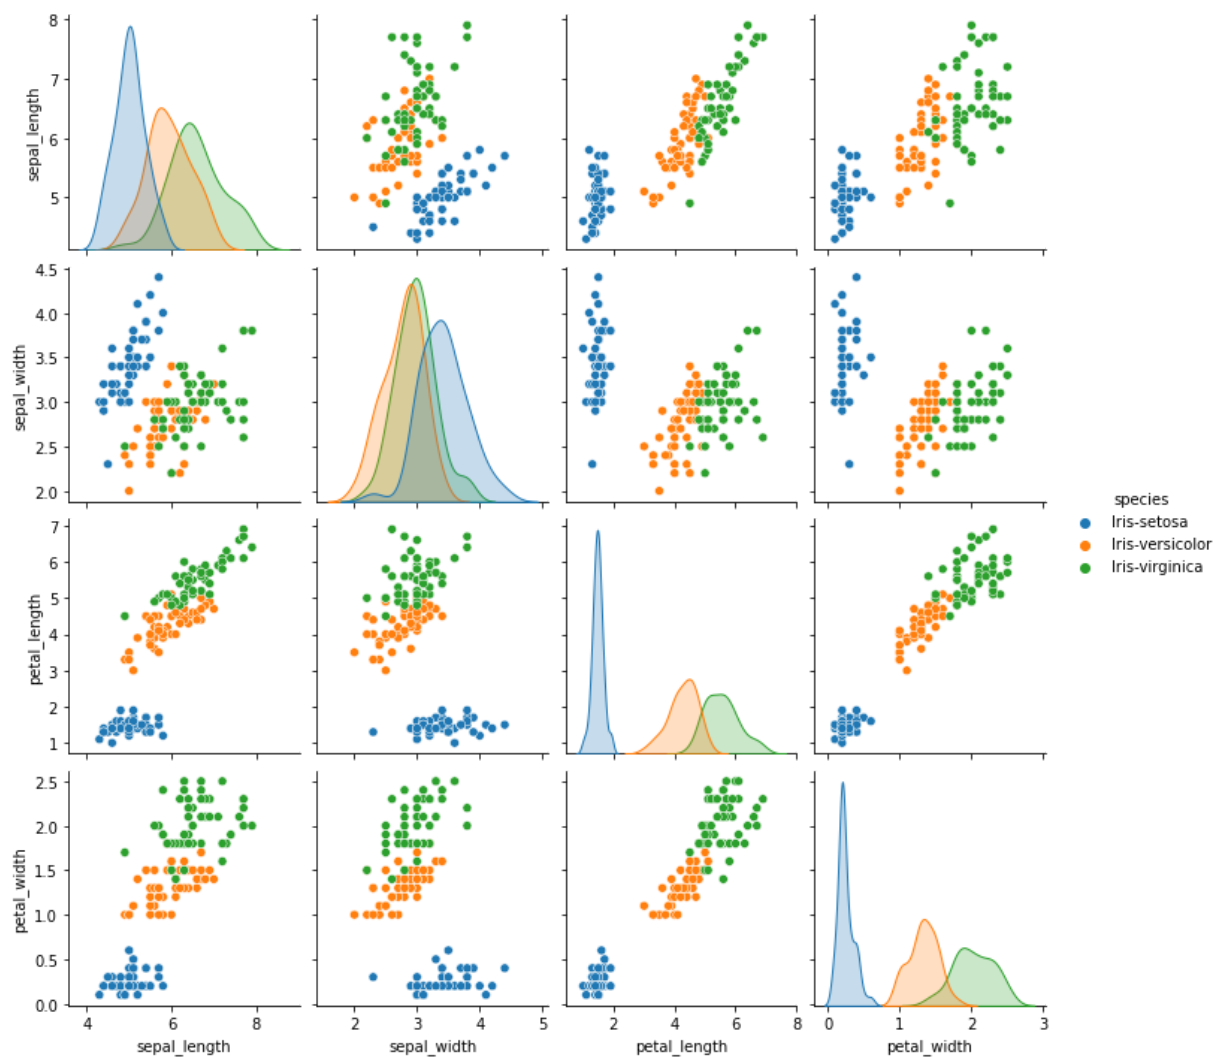 8
7
6
5
sepal_length
4.5
4.0
3.5
3.0
2.5
2.0
sepal_width
species
Iris-setosa
Iris-versicolor
Iris-virginica
7
6
5
4
3
2
1
petal_length
2.5
2.0
1.5
1.0
0.5
0.0
petal_width
4 6 8
2 3 4 5
2 4 6 8
0 1 2 3
sepal_length
sepal_width
petal_length
petal_width